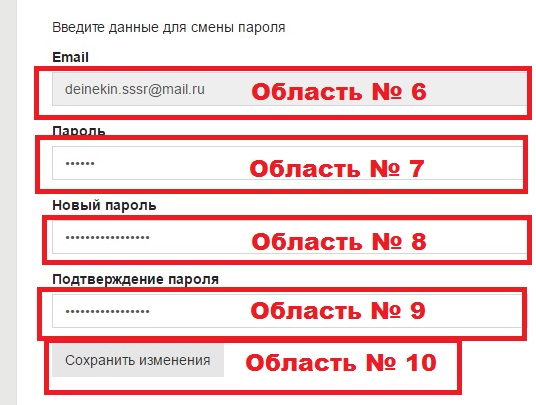 Введите данные для смены пароля
Email
deinekin.sssr@mail.ru Область № 6
Пароль
•••••• Область № 7
Новый пароль
••••••••••••••••• Область № 8
Подтверждение пароля
••••••••••••••••• Область № 9
Сохранить изменения Область № 10